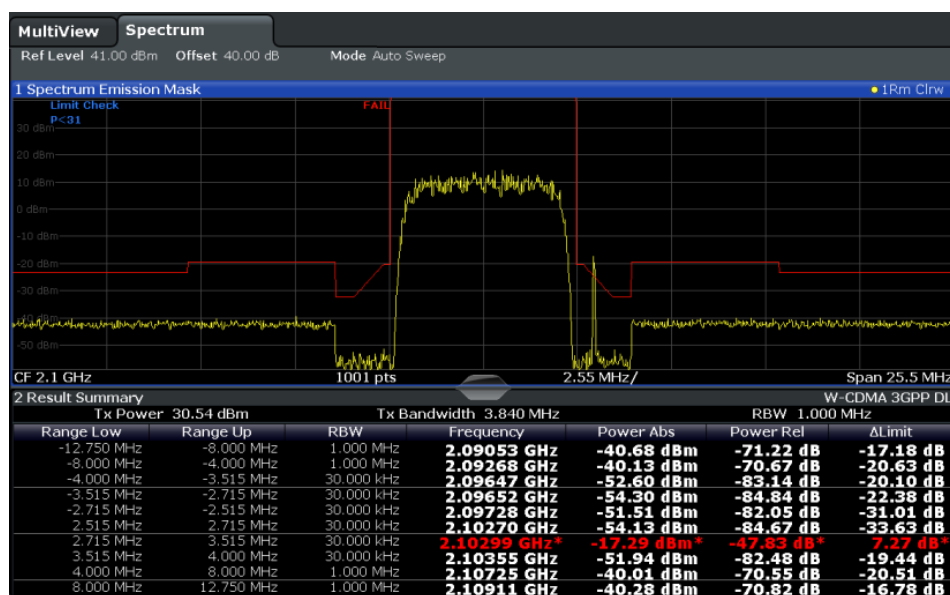 MultiView Spectrum
Ref Level 41.00 dBm Offset 40.00 dB Mode Auto Sweep
1 Spectrum Emission Mask 1Rm Clrw
Limit Check FAIL
P<31
30 dBm
20 dBm
10 dBm
0 dBm
-10 dBm
-20 dBm
-30 dBm
-40 dBm
-50 dBm
CF 2.1 GHz 1001 pts 2.55 MHz/ Span 25.5 MHz
2 Result Summary W-CDMA 3GPP DL
Tx Power 30.54 dBm Tx Bandwidth 3.840 MHz RBW 1.000 MHz
Range Low Range Up RBW Frequency Power Abs Power Rel ΔLimit
-12.750 MHz -8.000 MHz 1.000 MHz 2.09053 GHz -40.68 dBm -71.22 dB -17.18 dB
-8.000 MHz -4.000 MHz 1.000 MHz 2.09268 GHz -40.13 dBm -70.67 dB -20.63 dB
-4.000 MHz -3.515 MHz 30.000 kHz 2.09647 GHz -52.60 dBm -83.14 dB -20.10 dB
-3.515 MHz -2.715 MHz 30.000 kHz 2.09652 GHz -54.30 dBm -84.84 dB -22.38 dB
-2.715 MHz -2.515 MHz 30.000 kHz 2.09728 GHz -51.51 dBm -82.05 dB -31.01 dB
2.515 MHz 2.715 MHz 30.000 kHz 2.10270 GHz -54.13 dBm -84.67 dB -33.63 dB
2.715 MHz 3.515 MHz 30.000 kHz 2.10299 GHz* -17.29 dBm* -47.83 dB* 7.27 dB*
3.515 MHz 4.000 MHz 30.000 kHz 2.10355 GHz -51.94 dBm -82.48 dB -19.44 dB
4.000 MHz 8.000 MHz 1.000 MHz 2.10725 GHz -40.01 dBm -70.55 dB -20.51 dB
8.000 MHz 12.750 MHz 1.000 MHz 2.10911 GHz -40.28 dBm -70.82 dB -16.78 dB